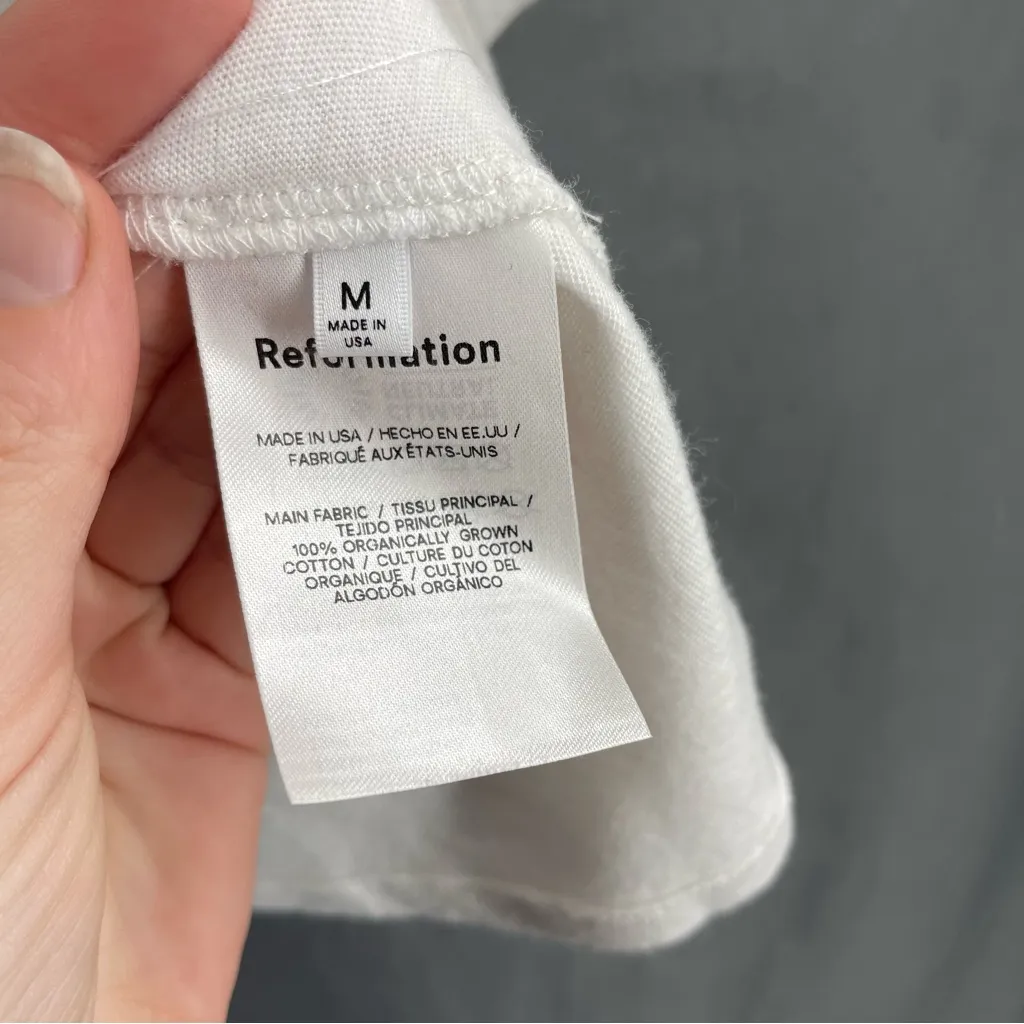 M
MADE IN
USA
Reformation
MADE IN USA / HECHO EN EE.UU /
FABRIQUÉ AUX ÉTATS-UNIS
MAIN FABRIC / TISSU PRINCIPAL /
TEJIDO PRINCIPAL
100% ORGANICALLY GROWN
COTTON / CULTURE DU COTON
ORGANIQUE / CULTIVO DEL
ALGODÓN ORGÁNICO